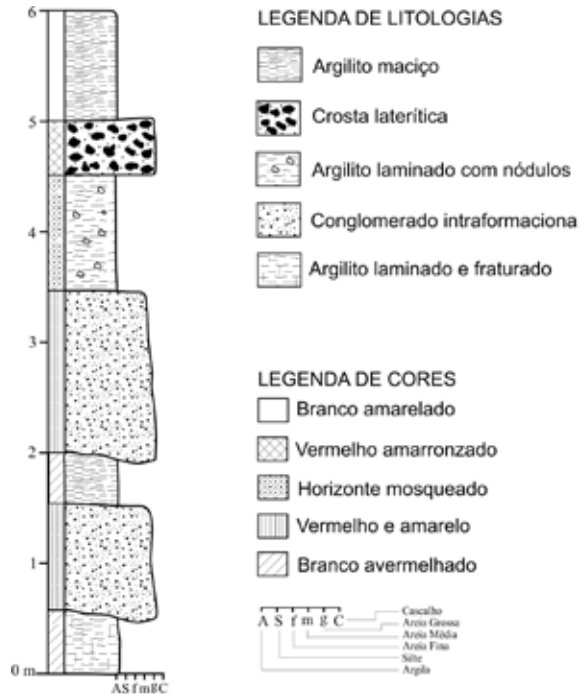 6
5
4
3
2
1
0 m
A S f m g C
LEGENDA DE LITOLOGIAS
Argilito maciço
Crosta laterítica
Argilito laminado com nódulos
Conglomerado intraformaciona
Argilito laminado e fraturado
LEGENDA DE CORES
Branco amarelado
Vermelho amarronzado
Horizonte mosqueado
Vermelho e amarelo
Branco avermelhado
A S f m g C
Cascalho
Areia Grossa
Areia Média
Areia Fina
Silte
Argila